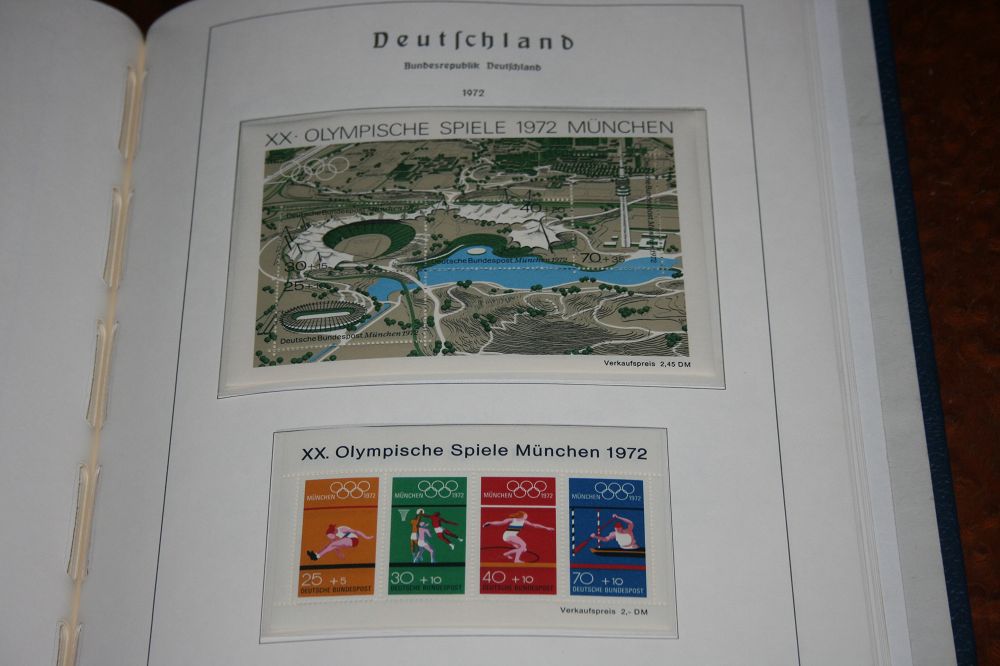 Deutſchland
Bundesrepublik Deutſchland
1972
XX. OLYMPISCHE SPIELE 1972 MÜNCHEN
40
Deutsche Bundespost
30+15
70+35
Deutsche Bundespost München 1972
25+
Deutsche Bundespost München 1972
Verkaufspreis 2,45 DM
XX. Olympische Spiele München 1972
MÜNCHEN 1972
MÜNCHEN 1972
MÜNCHEN 1972
MÜNCHEN 1972
25 +5
30 +10
40 +10
70 +10
DEUTSCHE BUNDESPOST
DEUTSCHE BUNDESPOST
DEUTSCHE BUNDESPOST
DEUTSCHE BUNDESPOST
Verkaufspreis 2,- DM